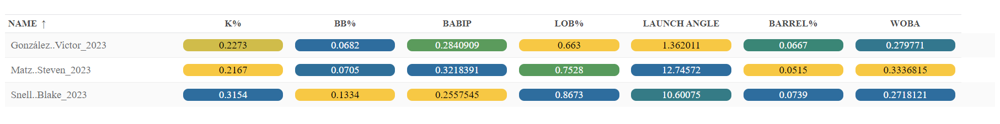 NAME ↑ K% BB% BABIP LOB% LAUNCH ANGLE BARREL% WOBA
González..Victor_2023 0.2273 0.0682 0.2840909 0.663 1.362011 0.0667 0.279771
Matz..Steven_2023 0.2167 0.0705 0.3218391 0.7528 12.74572 0.0515 0.3336815
Snell..Blake_2023 0.3154 0.1334 0.2557545 0.8673 10.60075 0.0739 0.2718121